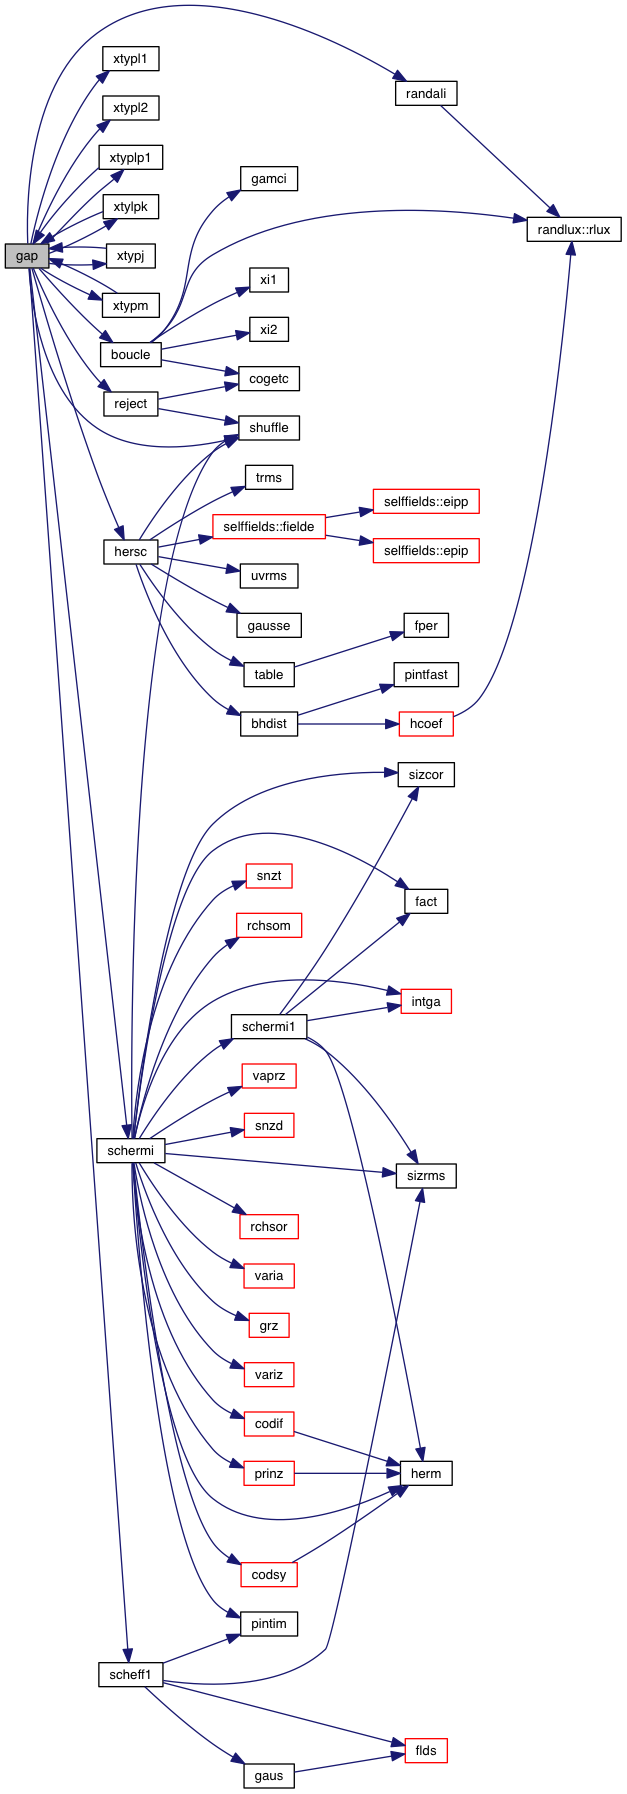 xtypl1
randali
xtypl2
xtyplp1
gamci
xtylpk
randlux::rlux
gap
xtypj
xi1
xtypm
xi2
boucle
cogetc
reject
shuffle
trms
selffields::eipp
selffields::fielde
hersc
selffields::epip
uvrms
gausse
fper
table
pintfast
bhdist
hcoef
sizcor
snzt
fact
rchsom
intga
schermi1
vaprz
snzd
schermi
sizrms
rchsor
varia
grz
variz
codif
prinz
herm
codsy
pintim
scheff1
flds
gaus